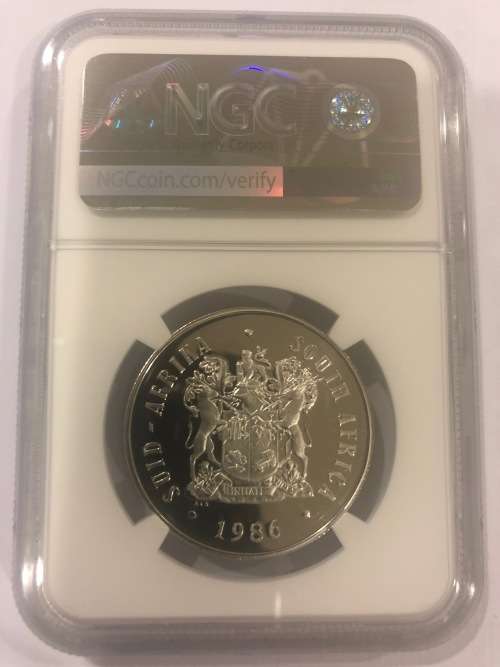 NGC
NGCcoin.com/verify
SUID-AFRIKA · SOUTH AFRICA
· 1986 ·